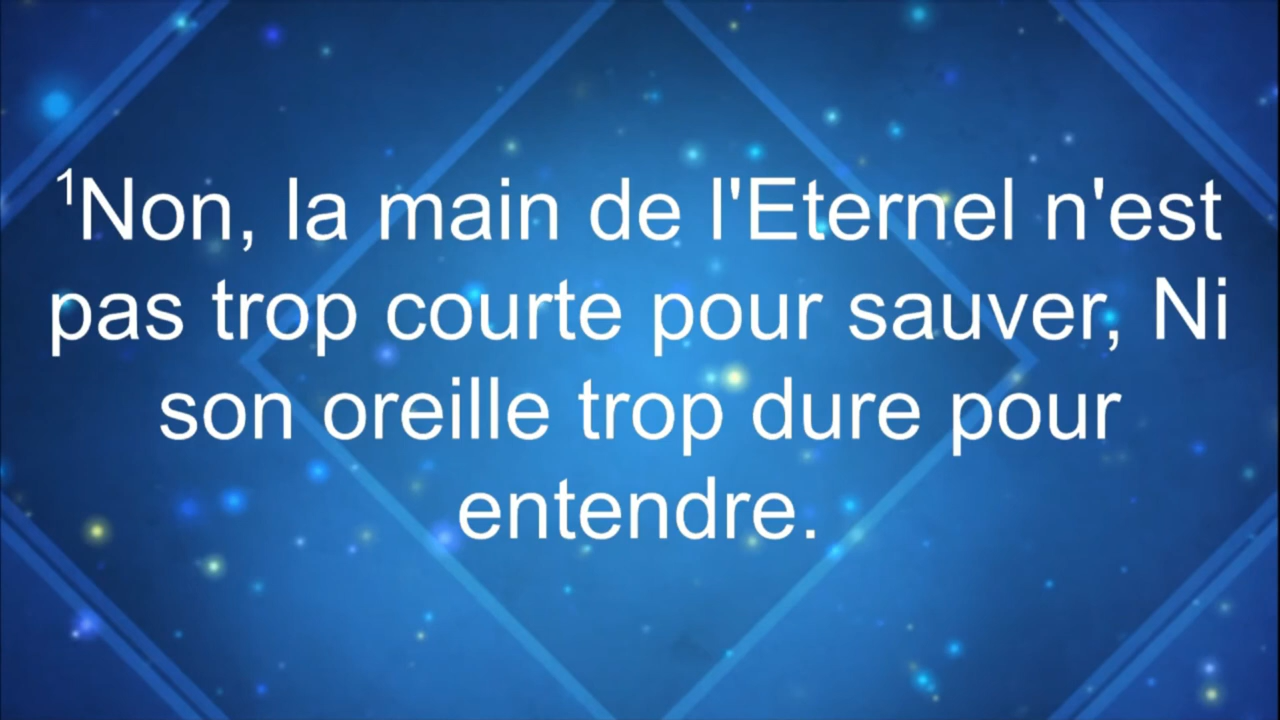 ¹Non, la main de l'Eternel n'est
pas trop courte pour sauver, Ni
son oreille trop dure pour
entendre.